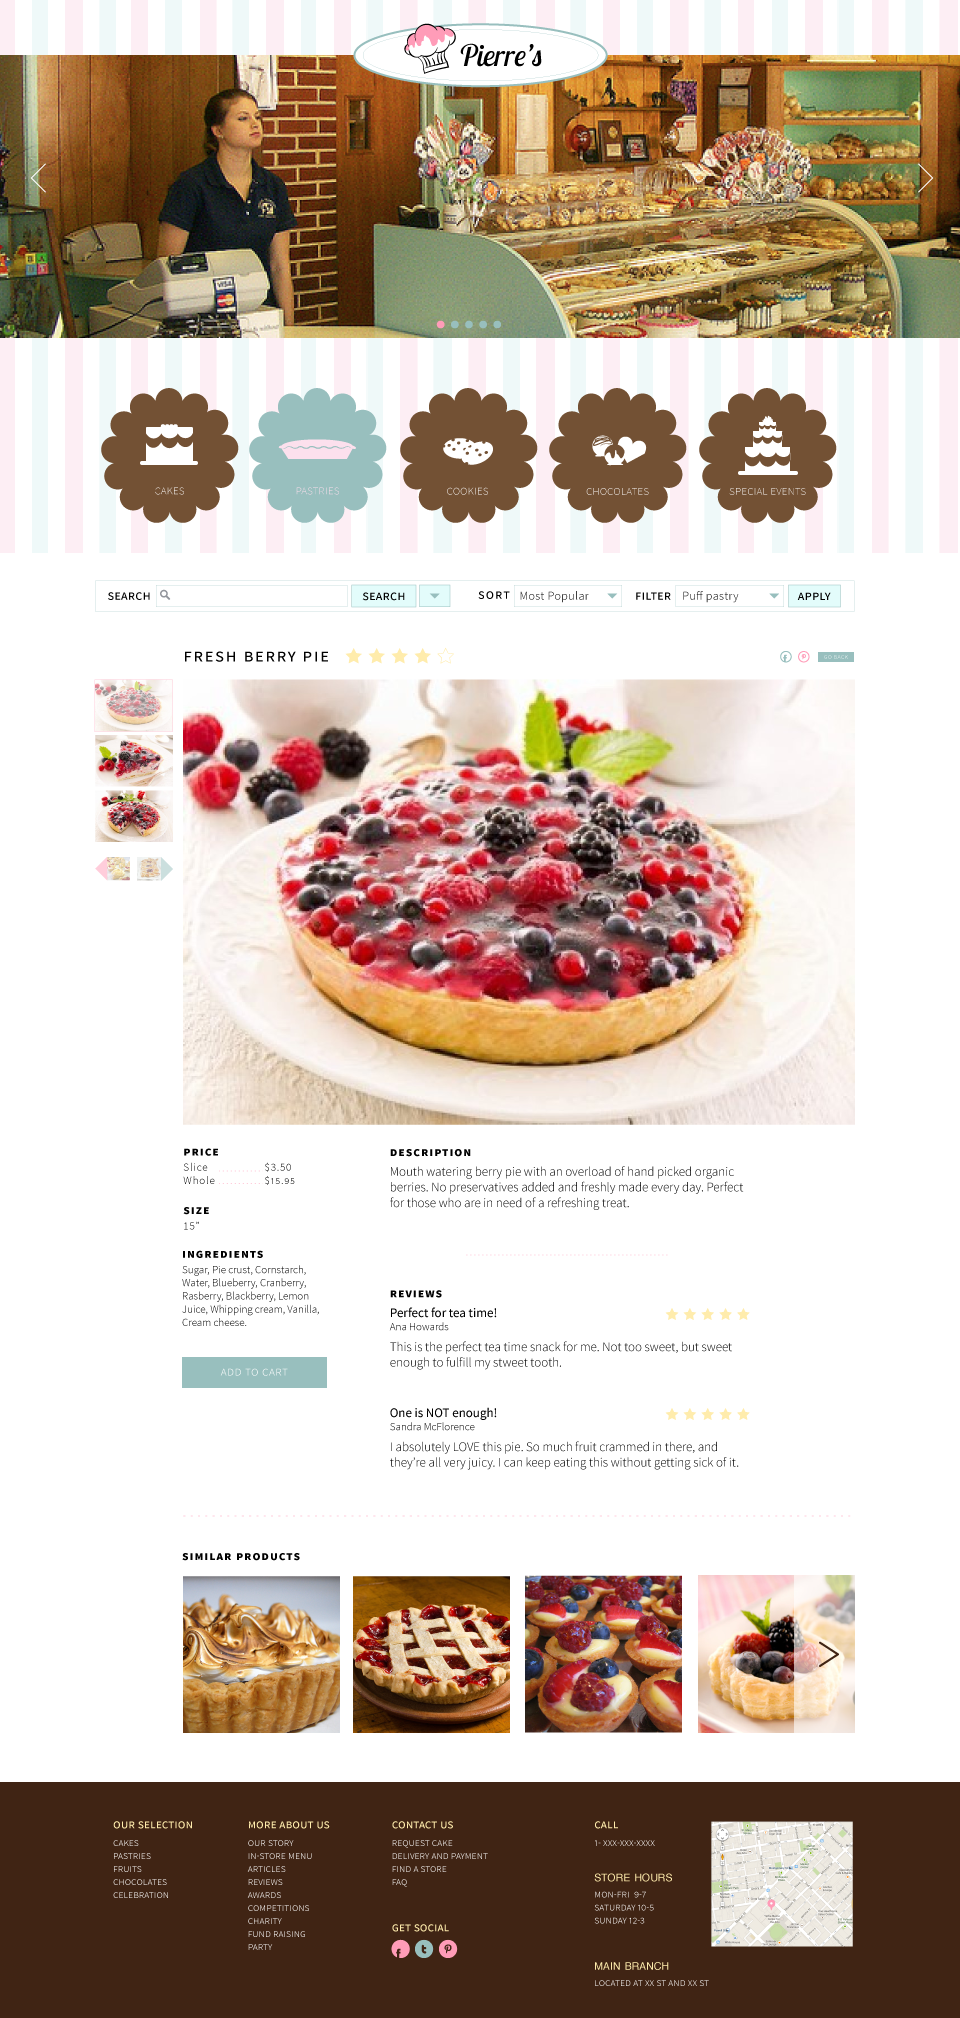 Pierre's
VISA
MasterCard
CAKES
PASTRIES
COOKIES
CHOCOLATES
SPECIAL EVENTS
SEARCH
SEARCH
SORT
Most Popular
FILTER
Puff pastry
APPLY
FRESH BERRY PIE
GO BACK
PRICE
Slice .......... $3.50
Whole .......... $15.95
SIZE
15"
INGREDIENTS
Sugar, Pie crust, Cornstarch,
Water, Blueberry, Cranberry,
Rasberry, Blackberry, Lemon
Juice, Whipping cream, Vanilla,
Cream cheese.
ADD TO CART
DESCRIPTION
Mouth watering berry pie with an overload of hand picked organic
berries. No preservatives added and freshly made every day. Perfect
for those who are in need of a refreshing treat.
REVIEWS
Perfect for tea time!
Ana Howards
This is the perfect tea time snack for me. Not too sweet, but sweet
enough to fulfill my stweet tooth.
One is NOT enough!
Sandra McFlorence
I absolutely LOVE this pie. So much fruit crammed in there, and
they're all very juicy. I can keep eating this without getting sick of it.
SIMILAR PRODUCTS
OUR SELECTION
CAKES
PASTRIES
FRUITS
CHOCOLATES
CELEBRATION
MORE ABOUT US
OUR STORY
IN-STORE MENU
ARTICLES
REVIEWS
AWARDS
COMPETITIONS
CHARITY
FUND RAISING
PARTY
CONTACT US
REQUEST CAKE
DELIVERY AND PAYMENT
FIND A STORE
FAQ
GET SOCIAL
CALL
1- XXX-XXX-XXXX
STORE HOURS
MON-FRI 9-7
SATURDAY 10-5
SUNDAY 12-3
MAIN BRANCH
LOCATED AT XX ST AND XX ST